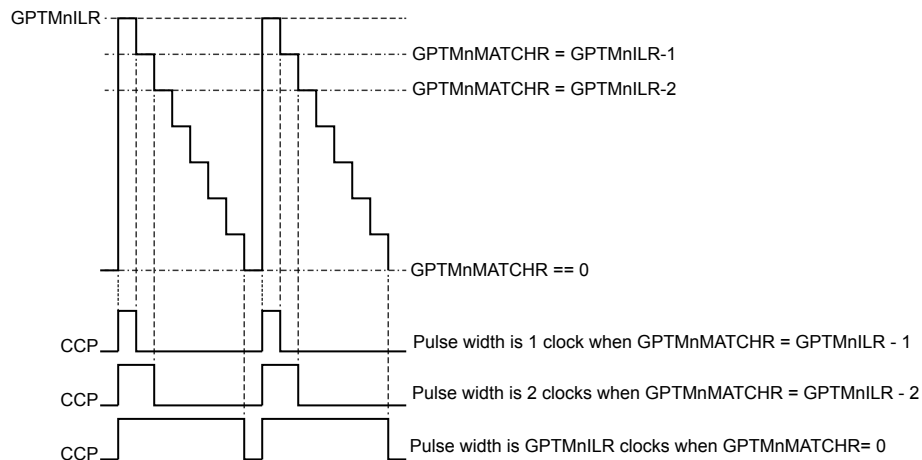 GPTMnILR
GPTMnMATCHR = GPTMnILR-1
GPTMnMATCHR = GPTMnILR-2
GPTMnMATCHR == 0
CCP
Pulse width is 1 clock when GPTMnMATCHR = GPTMnILR - 1
CCP
Pulse width is 2 clocks when GPTMnMATCHR = GPTMnILR - 2
CCP
Pulse width is GPTMnILR clocks when GPTMnMATCHR= 0